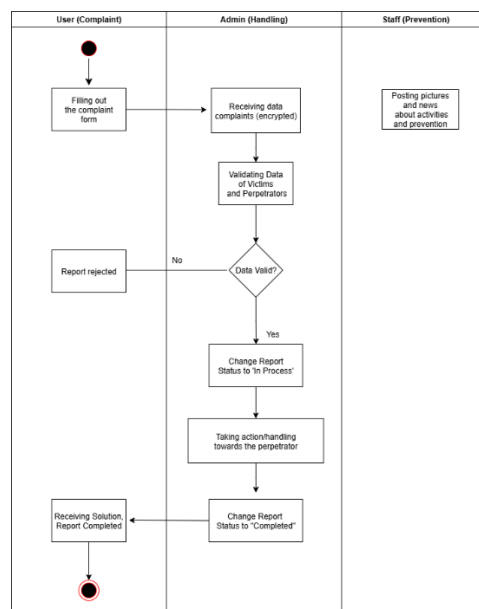 User (Complaint)
Admin (Handling)
Staff (Prevention)
Filling out
the complaint
form
Receiving data
complaints (encrypted)
Posting pictures
and news
about activities
and prevention
Validating Data
of Victims
and Perpetrators
Report rejected
No
Data Valid?
Yes
Change Report
Status to 'In Process'
Taking action/handling
towards the perpetrator
Receiving Solution,
Report Completed
Change Report
Status to "Completed"